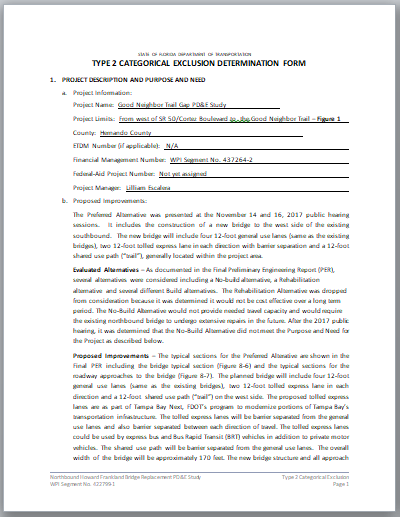 STATE OF FLORIDA DEPARTMENT OF TRANSPORTATION
TYPE 2 CATEGORICAL EXCLUSION DETERMINATION FORM
1. PROJECT DESCRIPTION AND PURPOSE AND NEED
a. Project Information:
Project Name: Good Neighbor Trail Gap PD&E Study
Project Limits: From west of SR 50/Cortez Boulevard to the Good Neighbor Trail – Figure 1
County: Hernando County
ETDM Number (if applicable): N/A
Financial Management Number: WPI Segment No. 437264-2
Federal-Aid Project Number: Not yet assigned
Project Manager: Lilliam Escalera
b. Proposed Improvements:
The Preferred Alternative was presented at the November 14 and 16, 2017 public hearing
sessions. It includes the construction of a new bridge to the west side of the existing
southbound. The new bridge will include four 12-foot general use lanes (same as the existing
bridges), two 12-foot tolled express lane in each direction with barrier separation and a 12-foot
shared use path ("trail"), generally located within the project area.
Evaluated Alternatives – As documented in the Final Preliminary Engineering Report (PER),
several alternatives were considered including a No-build alternative, a Rehabilitation
alternative and several different Build alternatives. The Rehabilitation Alternative was dropped
from consideration because it was determined it would not be cost effective over a long term
period. The No-Build Alternative would not provide needed capacity and would require
the existing northbound bridge to undergo extensive repairs in the future. After the 2017 public
hearing, it was determined that the No-Build Alternative did not meet the Purpose and Need for
the Project as described below.
Proposed Improvements – The typical sections for the Preferred Alterative are shown in the
Final PER including the bridge typical section (Figure 8-6) and the typical sections for the
roadway approaches to the bridge (Figure 8-7). The planned bridge will include four 12-foot
general use lanes (same as the existing bridges), two 12-foot tolled express lane in each
direction and a 12-foot shared use path ("trail") on the west side. The proposed tolled express
lanes are as part of Tampa Bay Next, FDOT's program to modernize portions of Tampa Bay's
transportation infrastructure. The tolled express lanes will be barrier separated from the general
use lanes and also barrier separated between each direction of travel. The tolled express lanes
could be used by express bus and Bus Rapid Transit (BRT) vehicles in addition to private motor
vehicles. The shared use path will be barrier separated from the general use lanes. The overall
width of the bridge will be approximately 170 feet. The new bridge structure and all approach
Northbound Howard Frankland Bridge Replacement PD&E Study
Type 2 Categorical Exclusion
WPI Segment No. 422799-1
Page 1